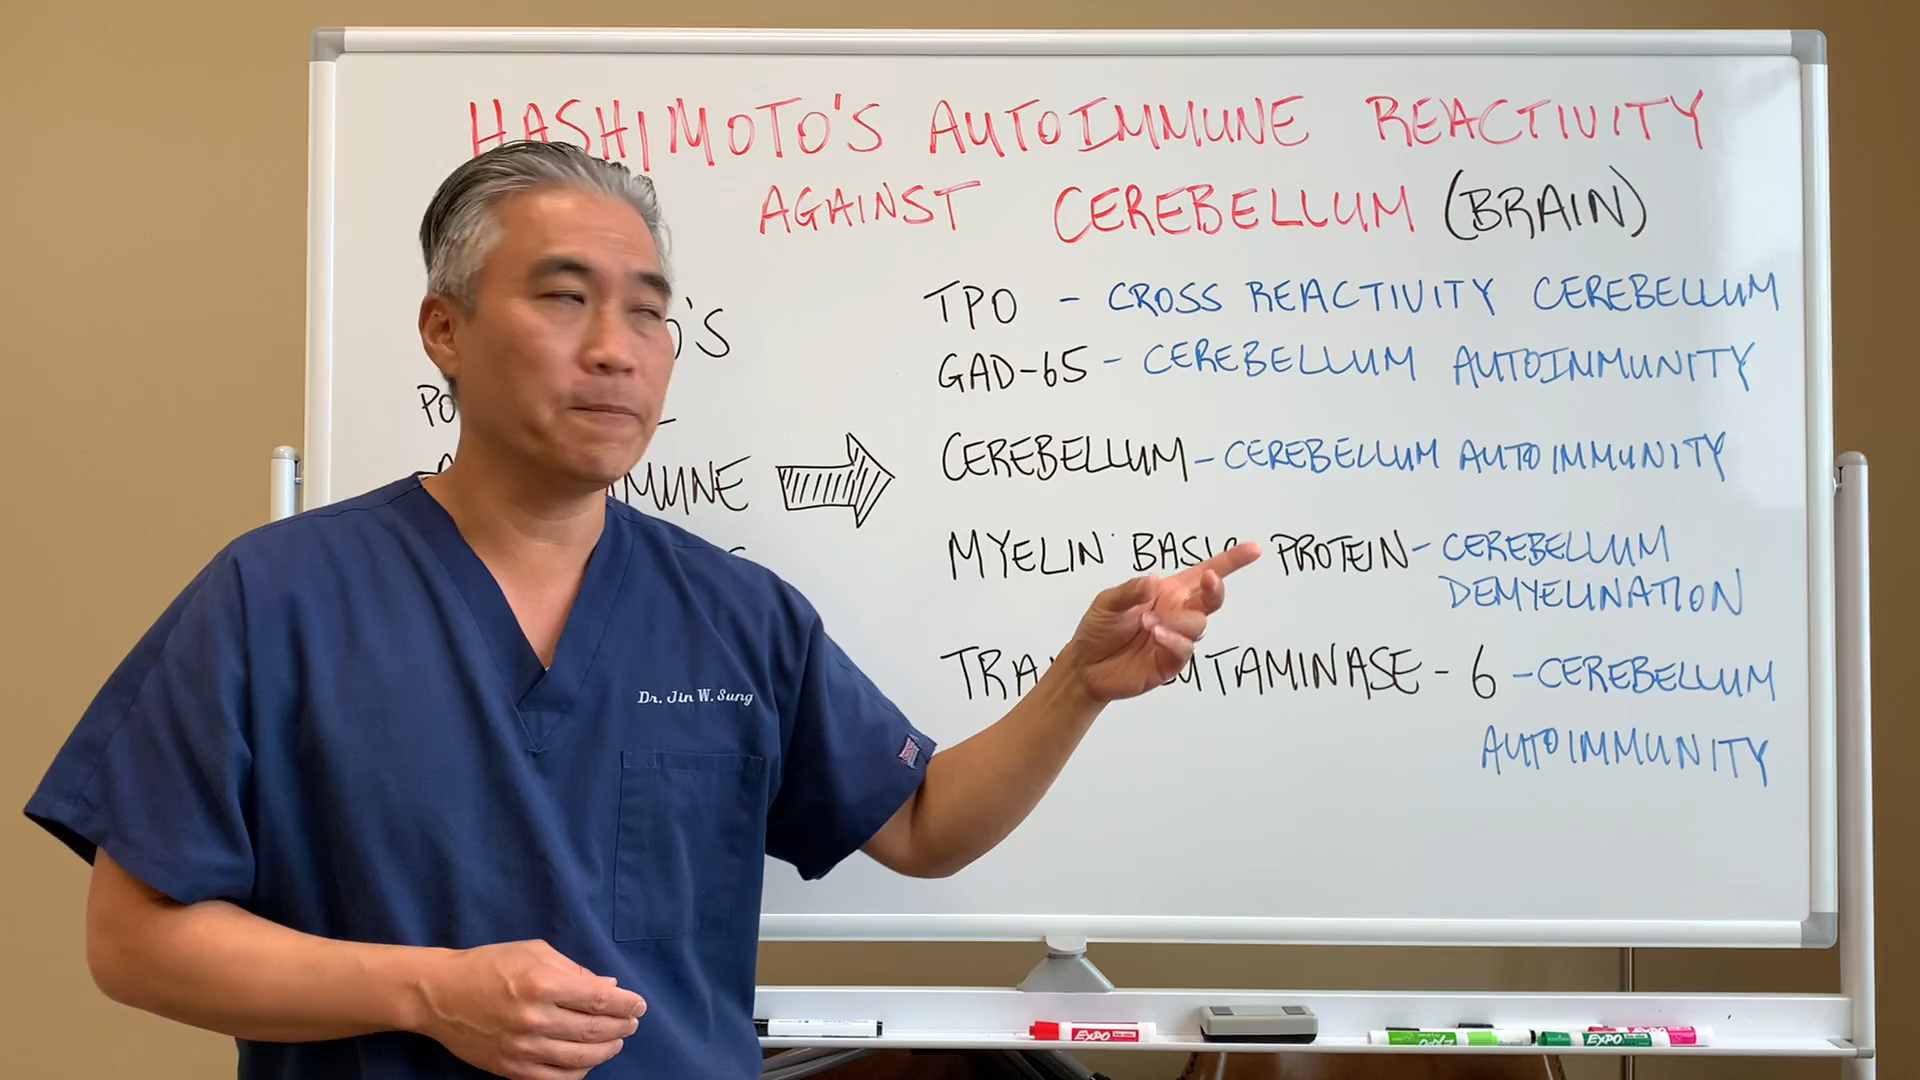 HASHIMOTO'S AUTOIMMUNE REACTIVITY
AGAINST CEREBELLUM (BRAIN)
TPO - CROSS REACTIVITY CEREBELLUM
GAD-65 - CEREBELLUM AUTOIMMUNITY
CEREBELLUM - CEREBELLUM AUTOIMMUNITY
MYELIN BASIC PROTEIN - CEREBELLUM
DEMYELINATION
- 6 - CEREBELLUM
AUTOIMMUNITY
Dr. Jin W. Sung
EXPO
EXPO
EXPO